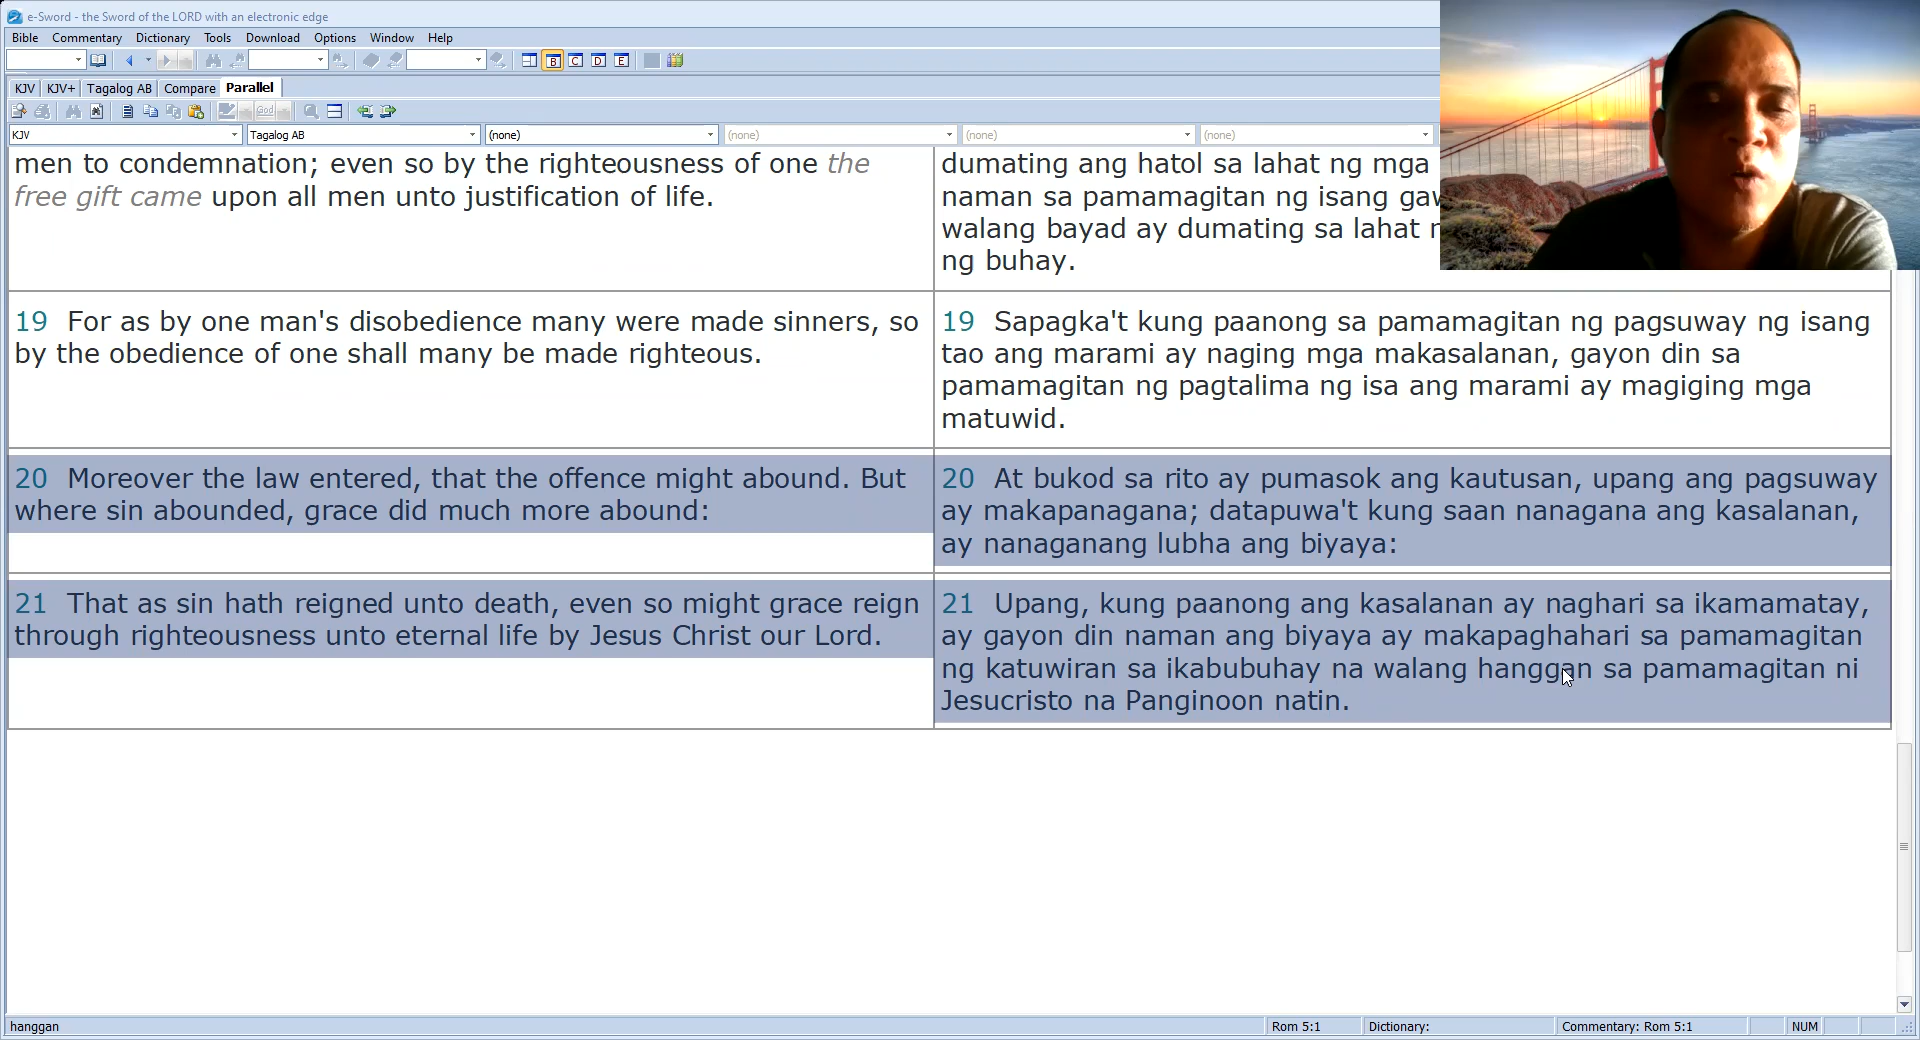 e-Sword - the Sword of the LORD with an electronic edge
Bible Commentary Dictionary Tools Download Options Window Help
B C D E
KJV KJV+ Tagalog AB Compare Parallel
God
KJV Tagalog AB (none) (none) (none) (none)
men to condemnation; even so by the righteousness of one the
free gift came upon all men unto justification of life.
dumating ang hatol sa lahat ng mga
naman sa pamamagitan ng isang
walang bayad ay dumating sa lahat
ng buhay.
19 For as by one man's disobedience many were made sinners, so
by the obedience of one shall many be made righteous.
19 Sapagka't kung paanong sa pamamagitan ng pagsuway ng isang
tao ang marami ay naging mga makasalanan, gayon din sa
pamamagitan ng pagtalima ng isa ang marami ay magiging mga
matuwid.
20 Moreover the law entered, that the offence might abound. But
where sin abounded, grace did much more abound:
20 At bukod sa rito ay pumasok ang kautusan, upang ang pagsuway
ay makapanagana; datapuwa't kung saan nanagana ang kasalanan,
ay nanaganang lubha ang biyaya:
21 That as sin hath reigned unto death, even so might grace reign
through righteousness unto eternal life by Jesus Christ our Lord.
21 Upang, kung paanong ang kasalanan ay naghari sa ikamamatay,
ay gayon din naman ang biyaya ay makapaghahari sa pamamagitan
ng katuwiran sa ikabubuhay na walang hanggan sa pamamagitan ni
Jesucristo na Panginoon natin.
hanggan Rom 5:1 Dictionary: Commentary: Rom 5:1 NUM